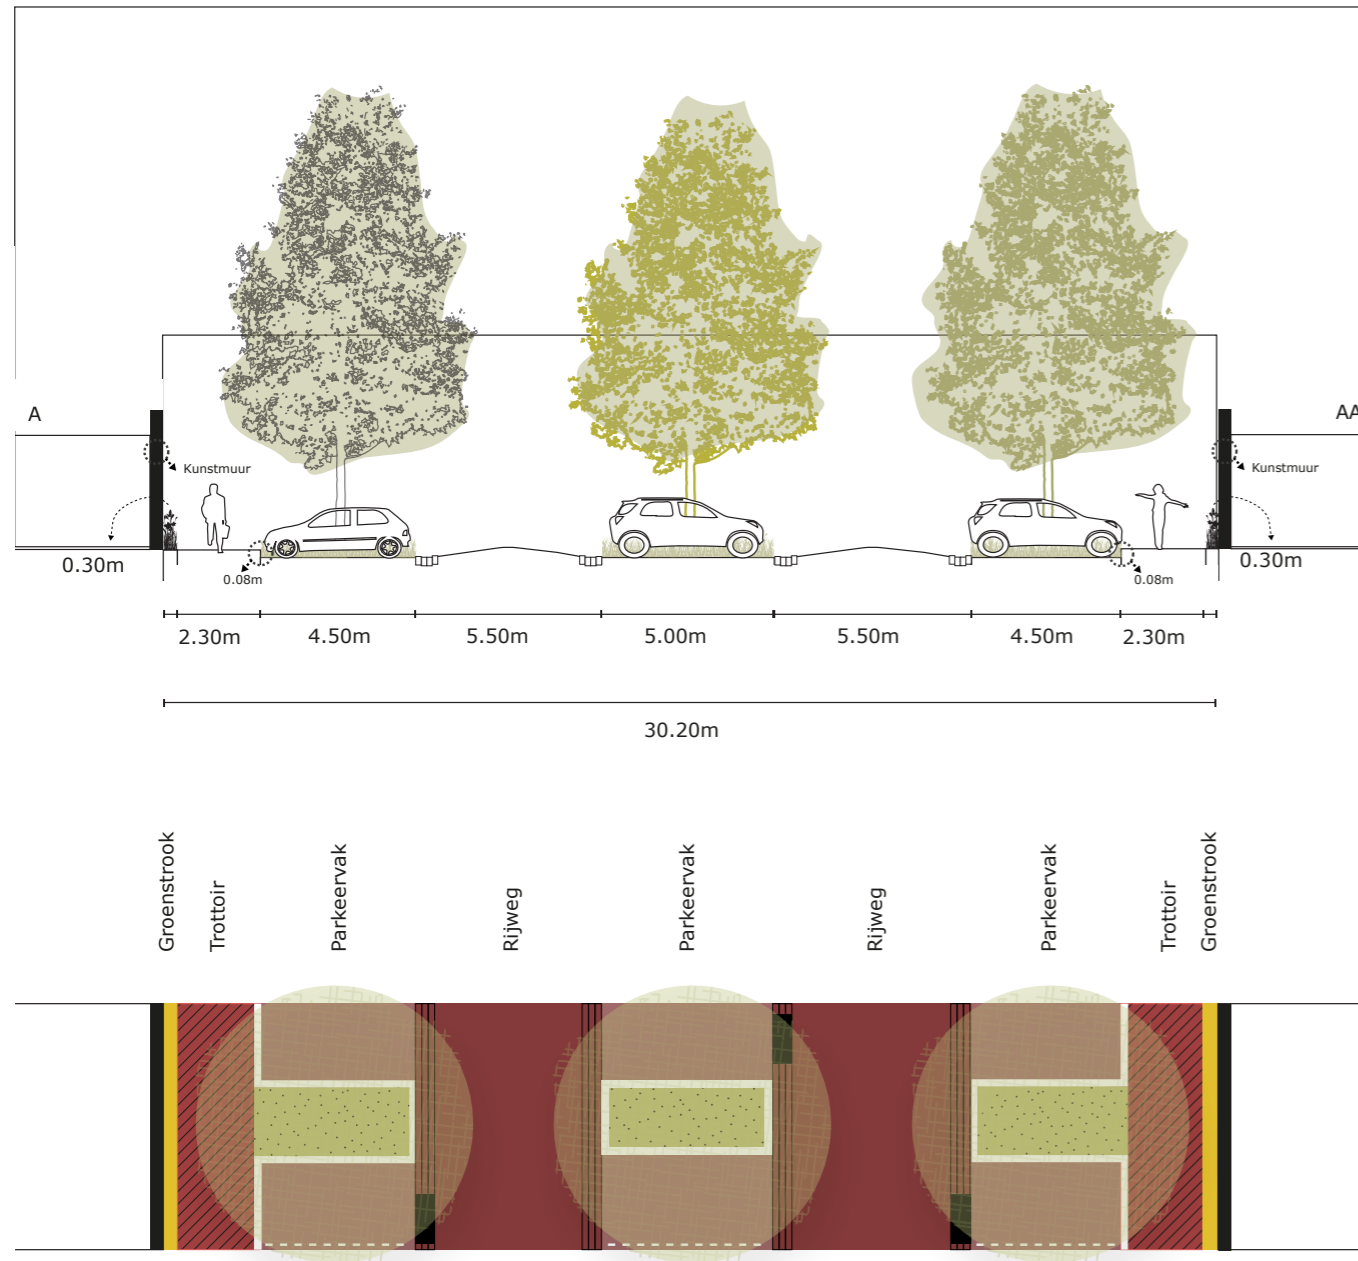 A
AA
Kunstmuur
Kunstmuur
0.30m
0.30m
0.08m
0.08m
2.30m
4.50m
5.50m
5.00m
5.50m
4.50m
2.30m
30.20m
Groenstrook
Trottoir
Parkeervak
Rijweg
Parkeervak
Rijweg
Parkeervak
Trottoir
Groenstrook